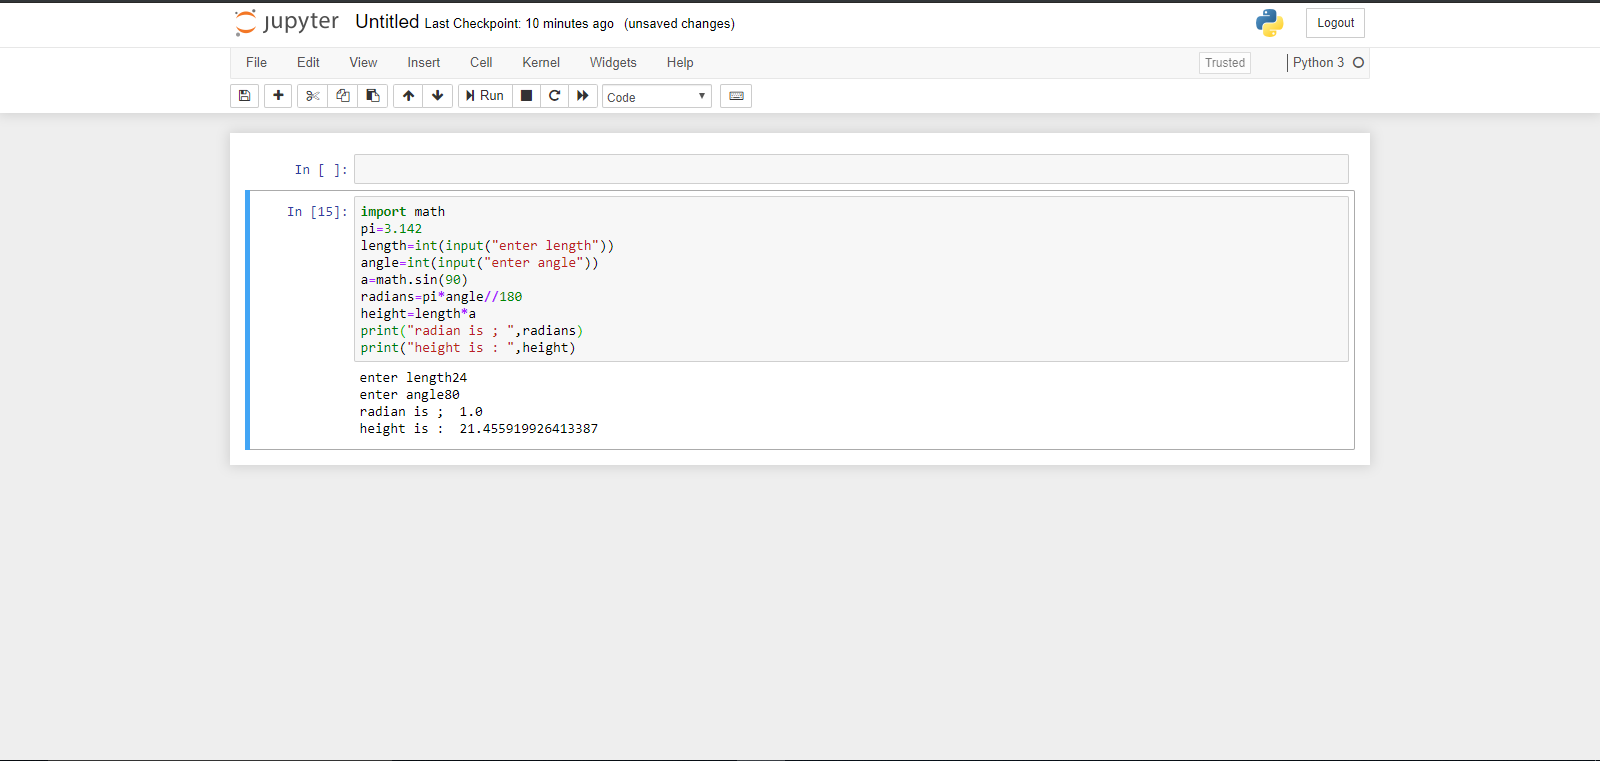 jupyter Untitled Last Checkpoint: 10 minutes ago (unsaved changes) Logout
File Edit View Insert Cell Kernel Widgets Help Trusted Python 3
Run Code
In [ ]:
In [15]: import math
pi=3.142
length=int(input("enter length"))
angle=int(input("enter angle"))
a=math.sin(90)
radians=pi*angle//180
height=length*a
print("radian is ; ",radians)
print("height is : ",height)
enter length24
enter angle80
radian is ;  1.0
height is :  21.455919926413387